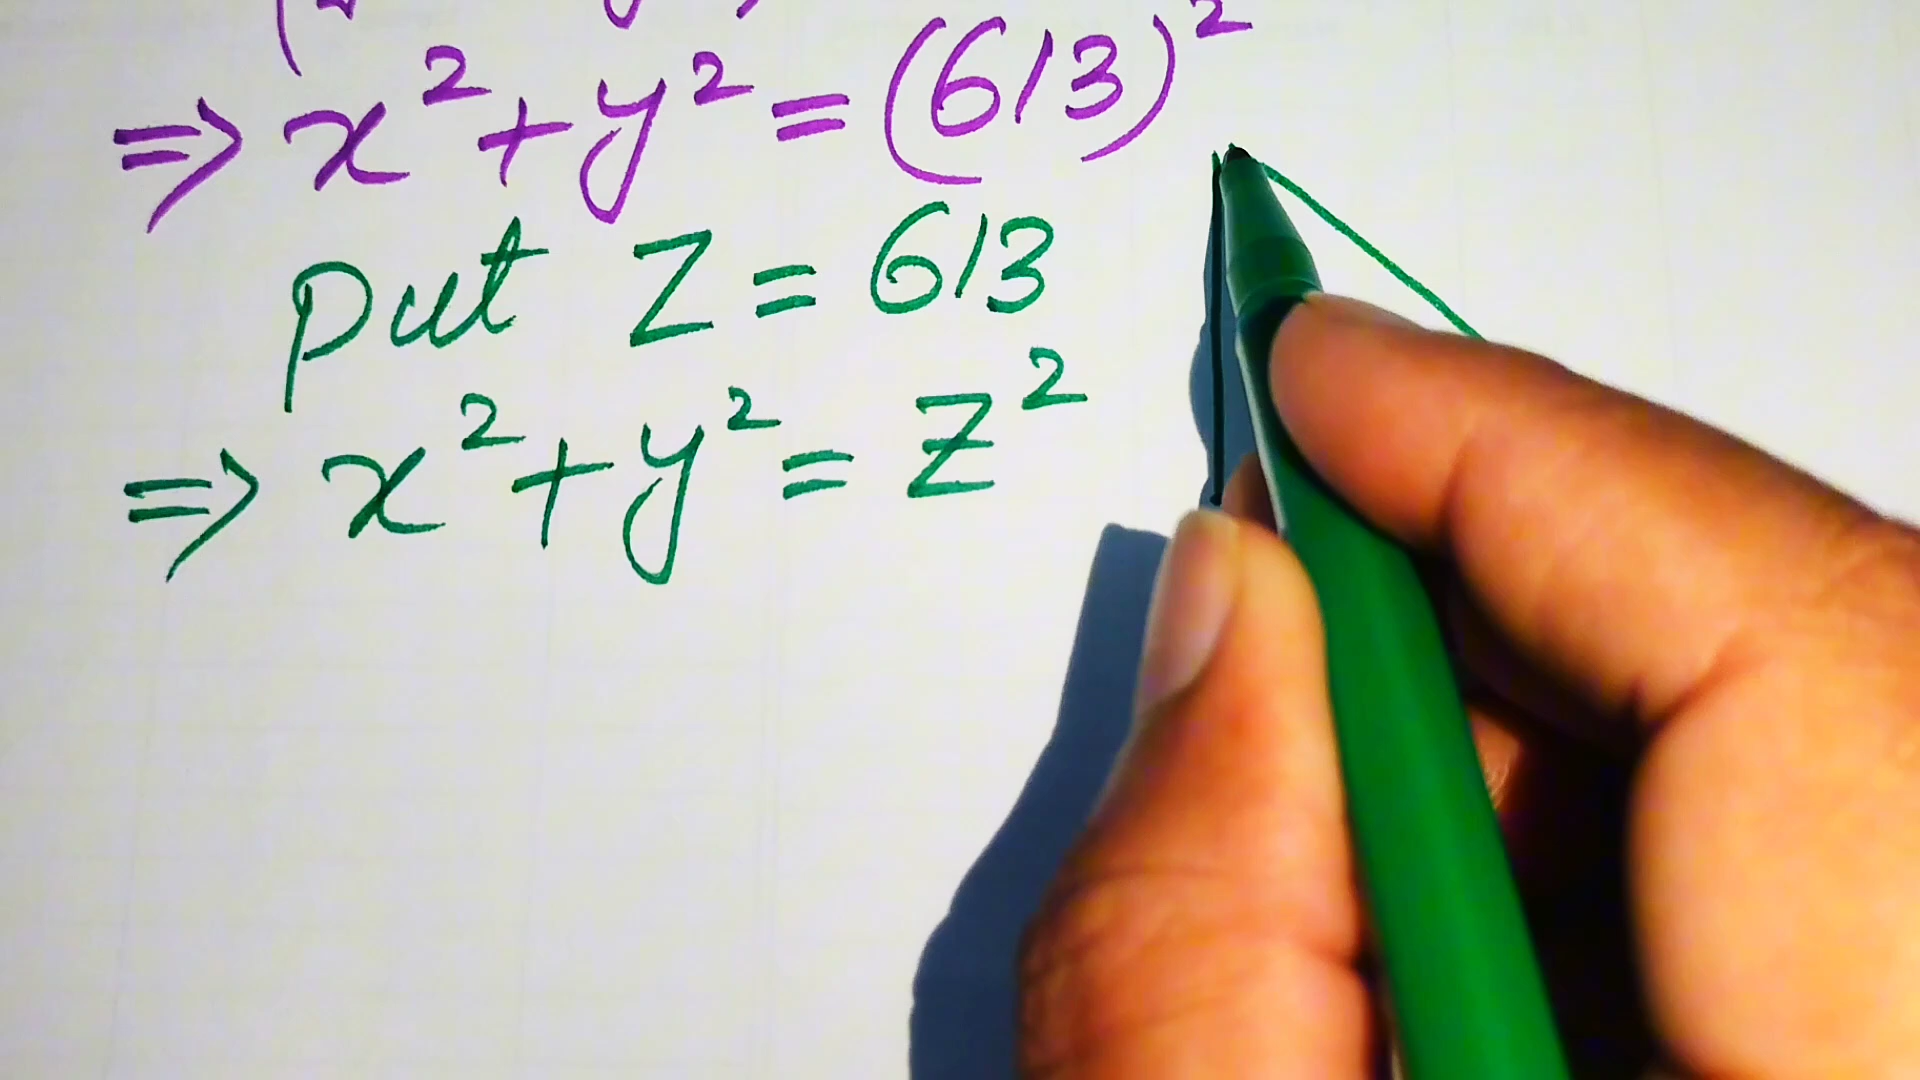 ⇒ x² + y² = (613)²
put Z = 613
⇒ x² + y² = Z²